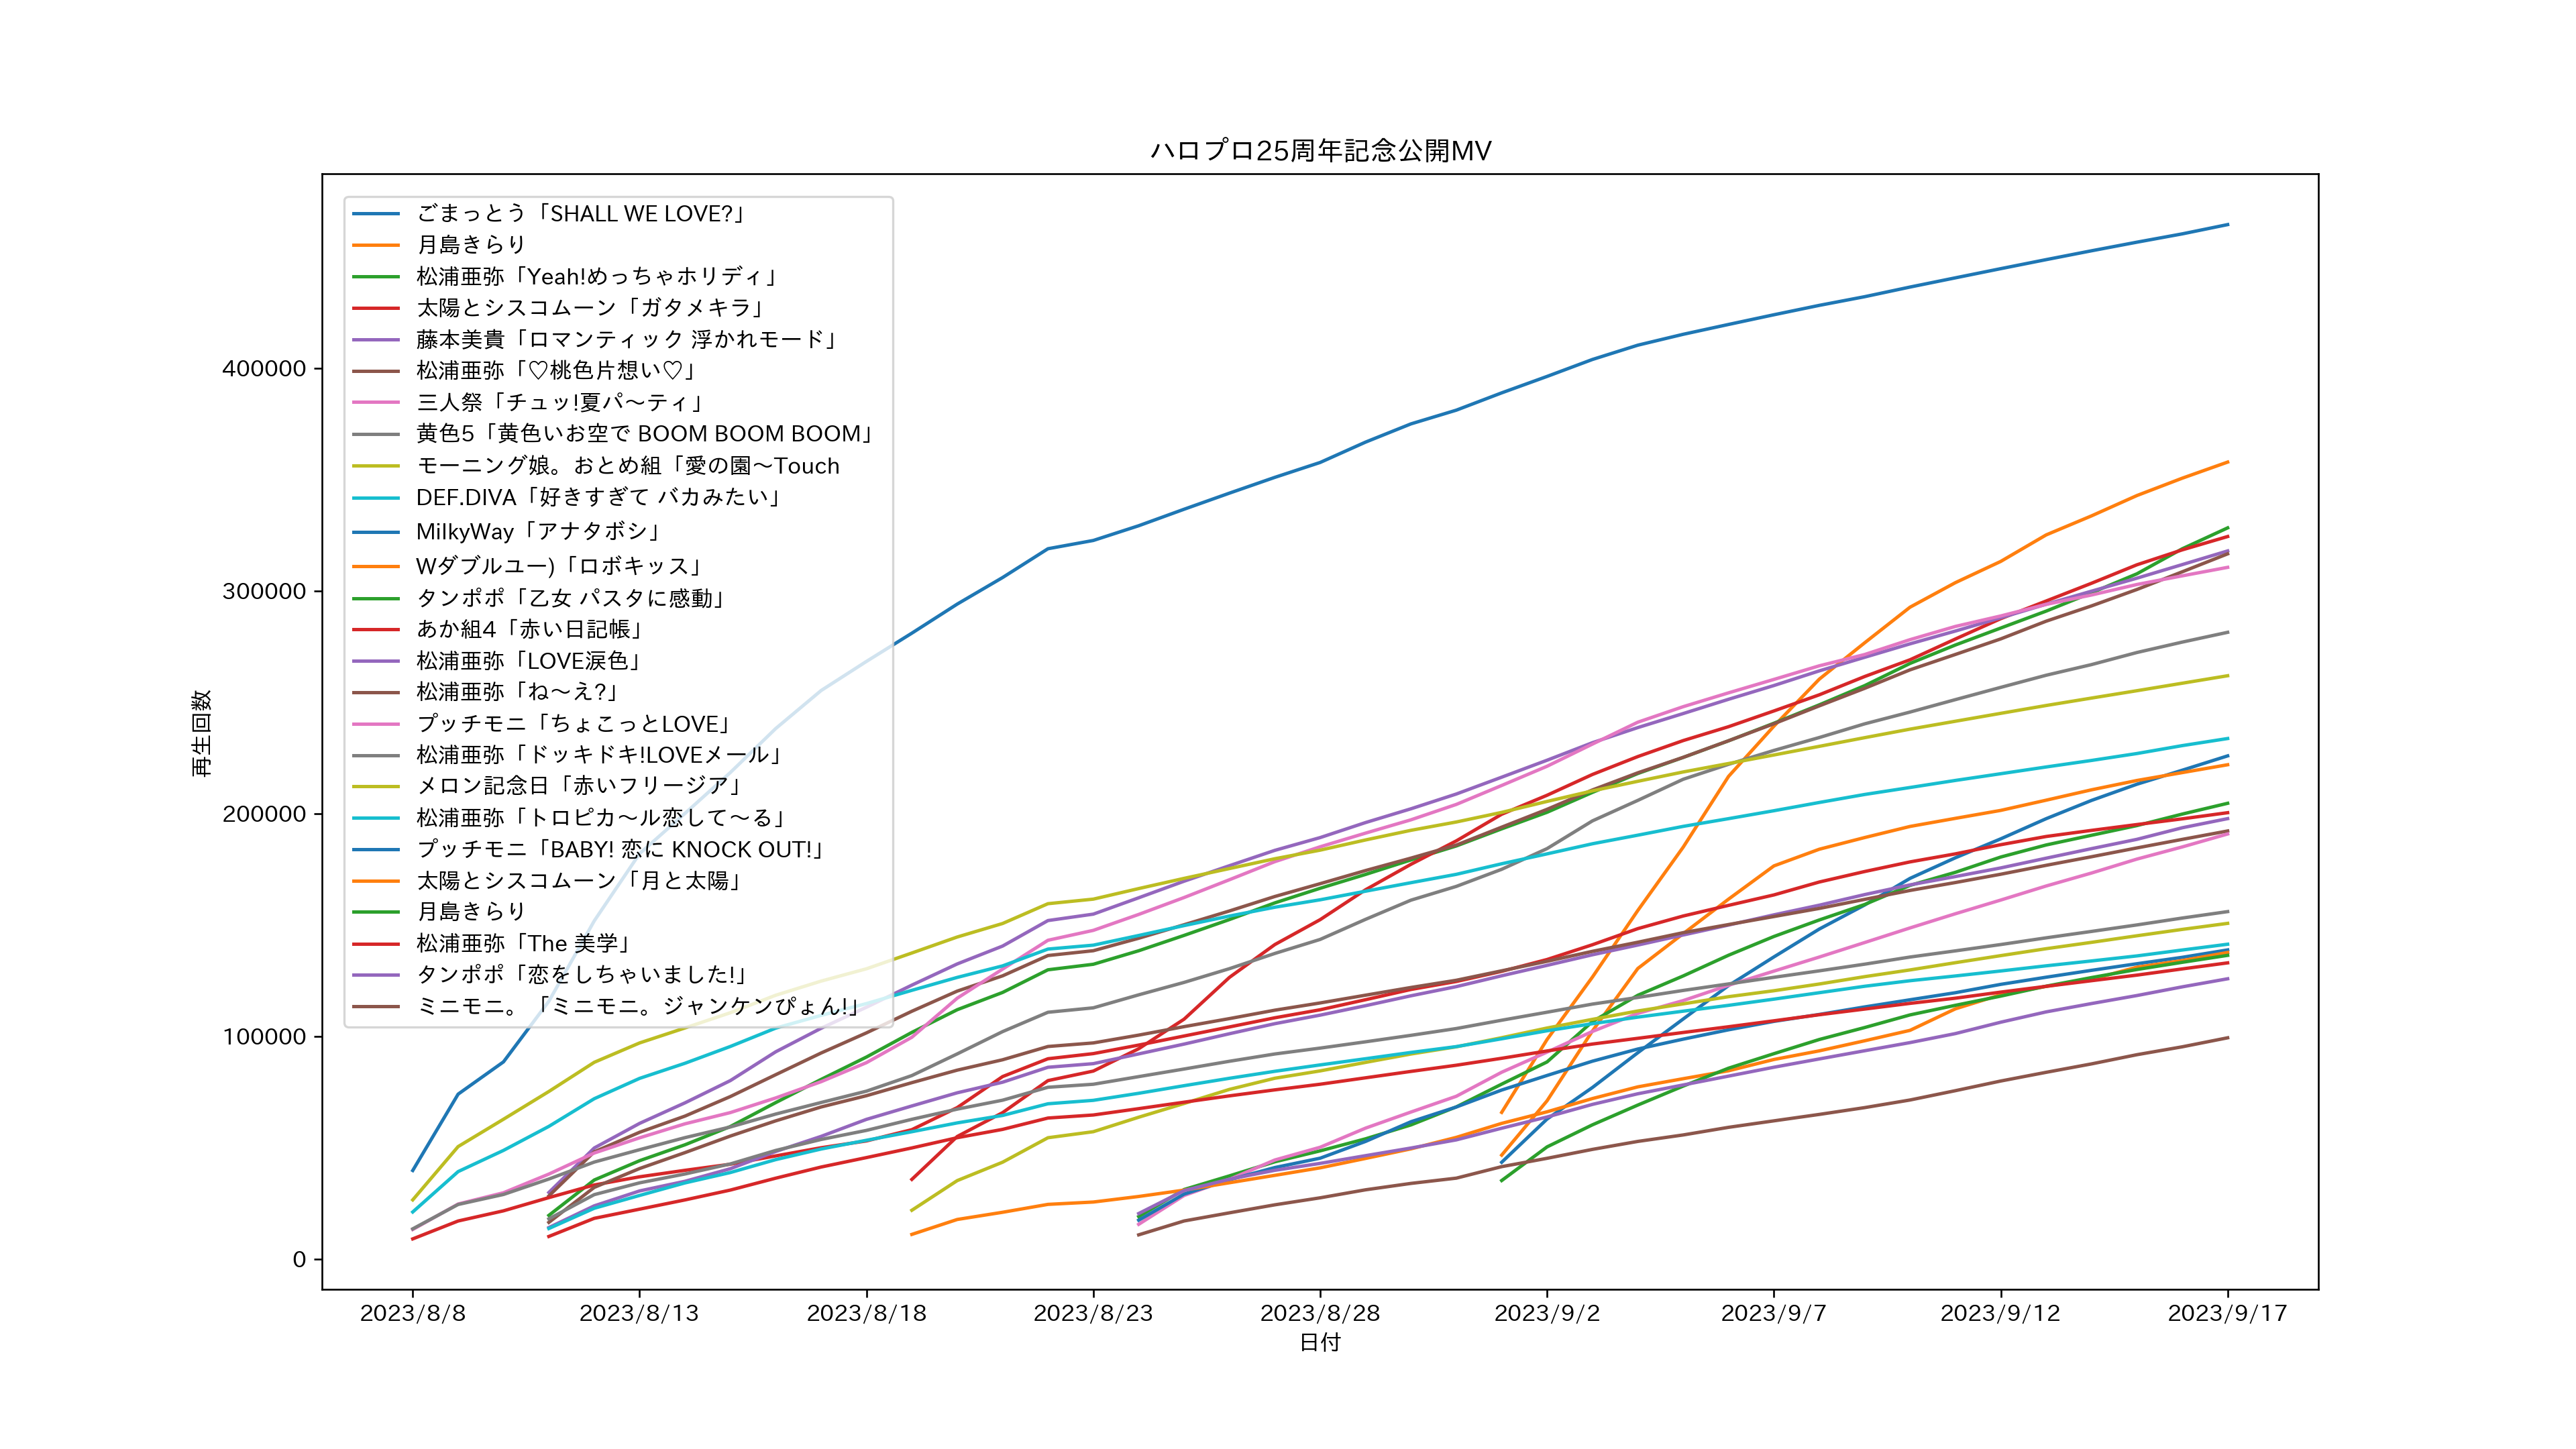 ハロプロ25周年記念公開MV
ごまっとう「SHALL WE LOVE?」
月島きらり
松浦亜弥「Yeah!めっちゃホリディ」
太陽とシスコムーン「ガタメキラ」
藤本美貴「ロマンティック 浮かれモード」
松浦亜弥「♡桃色片想い♡」
三人祭「チュッ!夏パ〜ティ」
黄色5「黄色いお空で BOOM BOOM BOOM」
モーニング娘。おとめ組「愛の園〜Touch
DEF.DIVA「好きすぎて バカみたい」
MilkyWay「アナタボシ」
Wダブルユー)「ロボキッス」
タンポポ「乙女 パスタに感動」
あか組4「赤い日記帳」
松浦亜弥「LOVE涙色」
松浦亜弥「ね〜え?」
プッチモニ「ちょこっとLOVE」
松浦亜弥「ドッキドキ!LOVEメール」
メロン記念日「赤いフリージア」
松浦亜弥「トロピカ〜ル恋して〜る」
プッチモニ「BABY! 恋に KNOCK OUT!」
太陽とシスコムーン「月と太陽」
月島きらり
松浦亜弥「The 美学」
タンポポ「恋をしちゃいました!」
ミニモニ。「ミニモニ。ジャンケンぴょん!」
再生回数
400000
300000
200000
100000
0
2023/8/8
2023/8/13
2023/8/18
2023/8/23
2023/8/28
2023/9/2
2023/9/7
2023/9/12
2023/9/17
日付